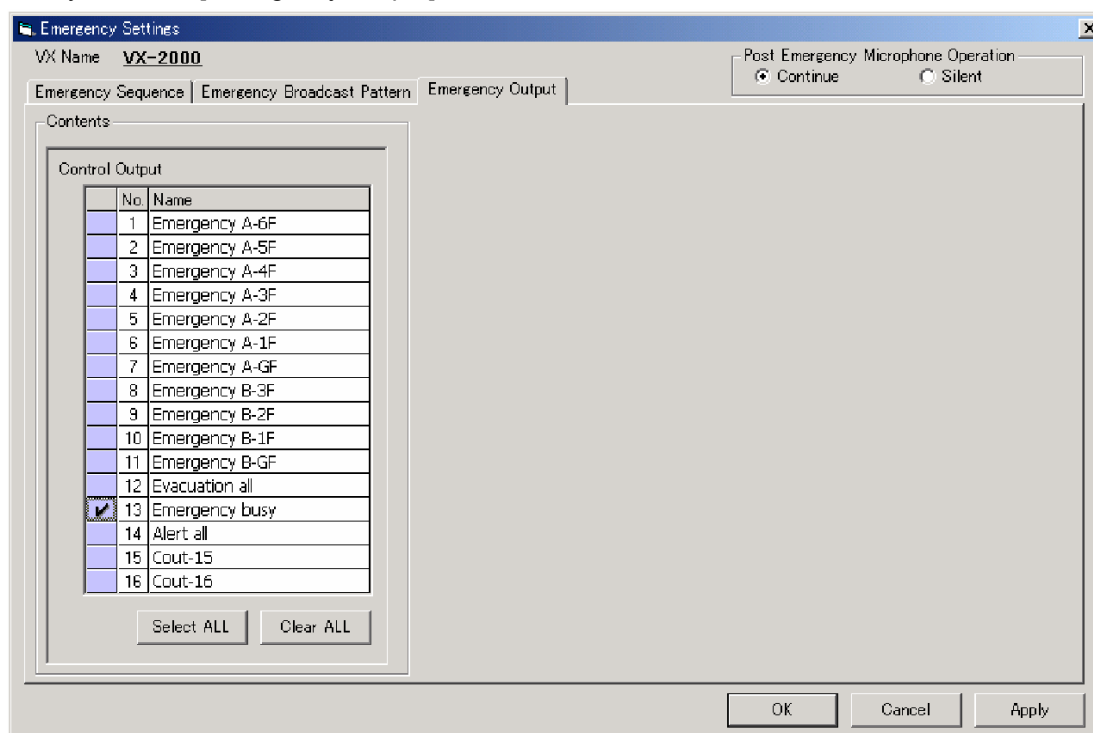 Emergency Settings
VX Name VX-2000
Post Emergency Microphone Operation
Continue Silent
Emergency Sequence Emergency Broadcast Pattern Emergency Output
Contents
Control Output
No. Name
1 Emergency A-6F
2 Emergency A-5F
3 Emergency A-4F
4 Emergency A-3F
5 Emergency A-2F
6 Emergency A-1F
7 Emergency A-GF
8 Emergency B-3F
9 Emergency B-2F
10 Emergency B-1F
11 Emergency B-GF
12 Evacuation all
13 Emergency busy
14 Alert all
15 Cout-15
16 Cout-16
Select ALL Clear ALL
OK Cancel Apply